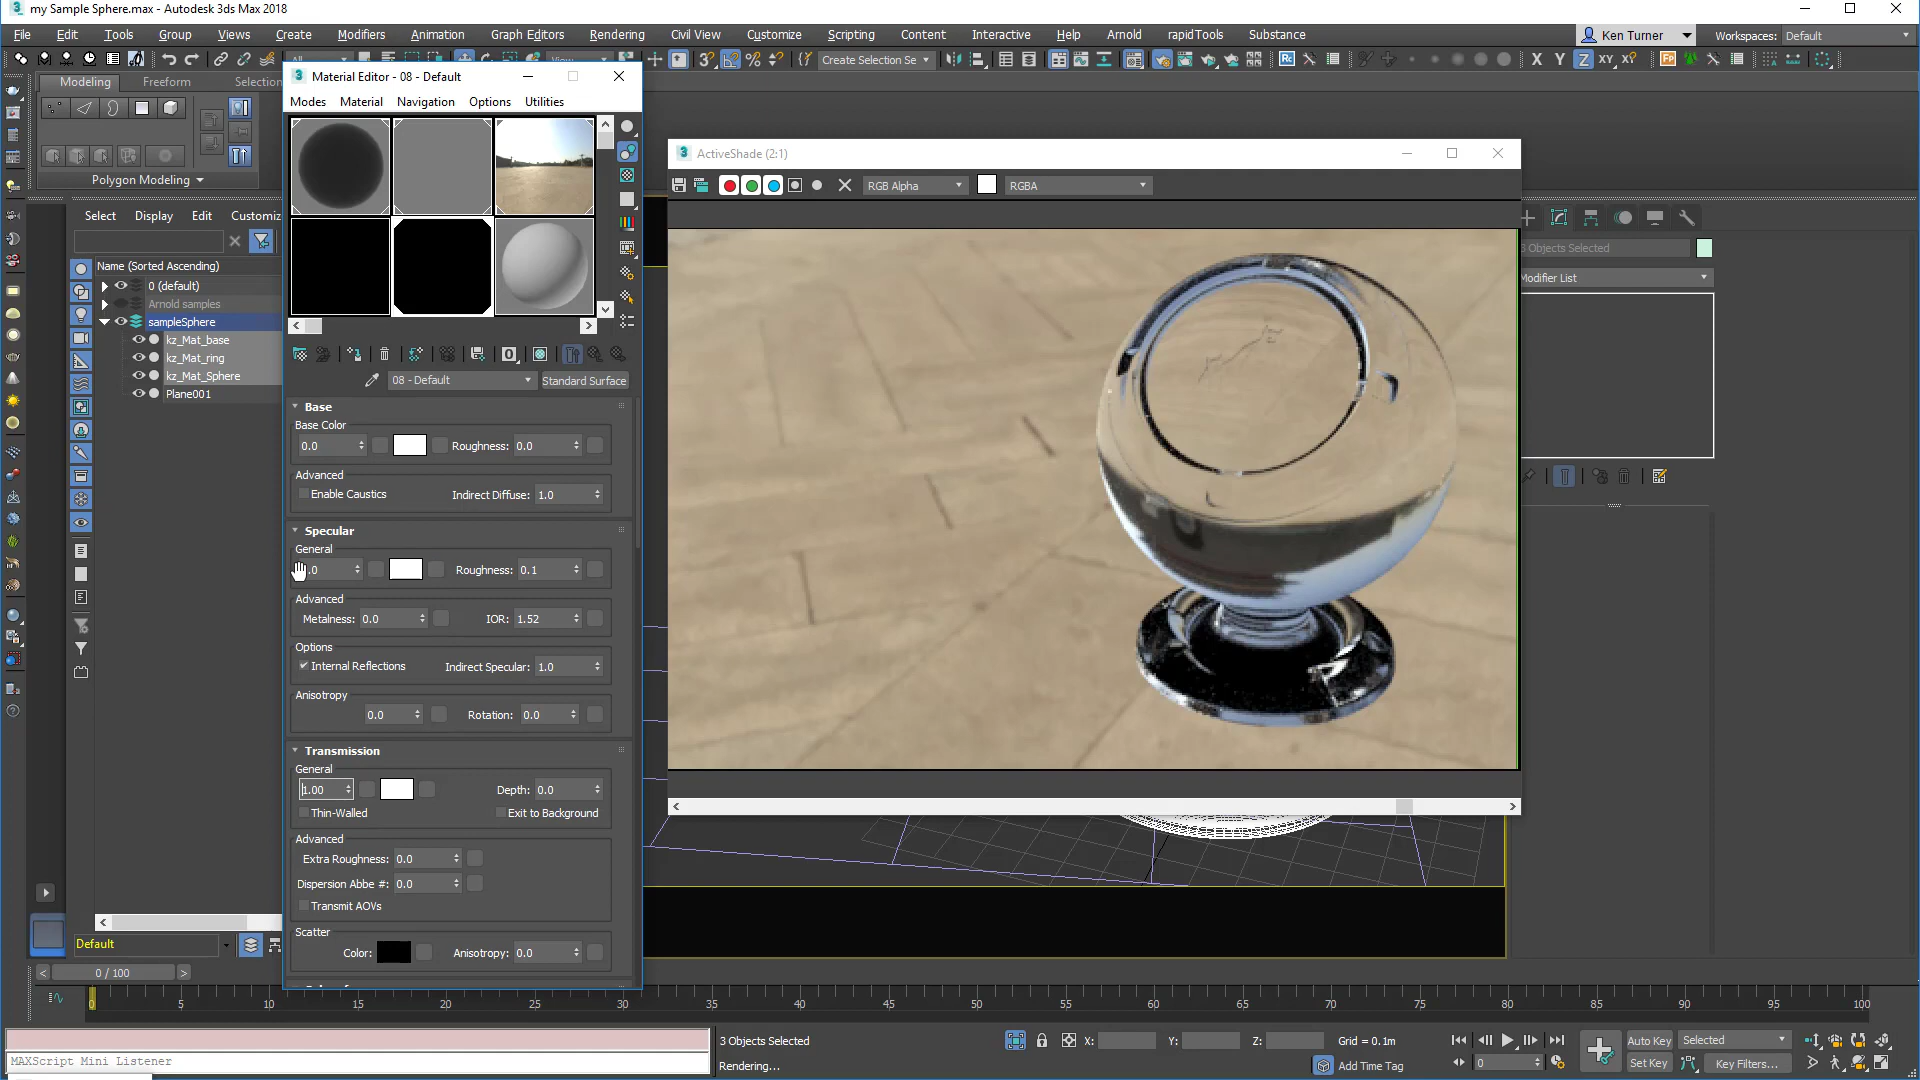 my Sample Sphere.max - Autodesk 3ds Max 2018
File Edit Tools Group Views Create Modifiers Animation Graph Editors Rendering Civil View Customize Scripting Content Interactive Help Arnold rapidTools Substance Ken Turner Workspaces: Default
All View Create Selection Se X Y Z XY
Modeling Freeform Selection
Polygon Modeling
Select Display Edit Customiz
Name (Sorted Ascending)
0 (default)
Arnold samples
sampleSphere
kz_Mat_base
kz_Mat_ring
kz_Mat_Sphere
Plane001
Default
Material Editor - 08 - Default
Modes Material Navigation Options Utilities
08 - Default Standard Surface
Base
Base Color
0.0 Roughness: 0.0
Advanced
Enable Caustics Indirect Diffuse: 1.0
Specular
General
.0 Roughness: 0.1
Advanced
Metalness: 0.0 IOR: 1.52
Options
Internal Reflections Indirect Specular: 1.0
Anisotropy
0.0 Rotation: 0.0
Transmission
General
1.00 Depth: 0.0
Thin-Walled Exit to Background
Advanced
Extra Roughness: 0.0
Dispersion Abbe #: 0.0
Transmit AOVs
Scatter
Color: Anisotropy: 0.0
ActiveShade (2:1)
RGB Alpha RGBA
3 Objects Selected
Modifier List
0 / 100
0 5 10 15 20 25 30 35 40 45 50 55 60 65 70 75 80 85 90 95 100
MAXScript Mini Listener
3 Objects Selected
Rendering...
X: Y: Z: Grid = 0.1m
Add Time Tag
0
Auto Key Selected
Set Key Key Filters...